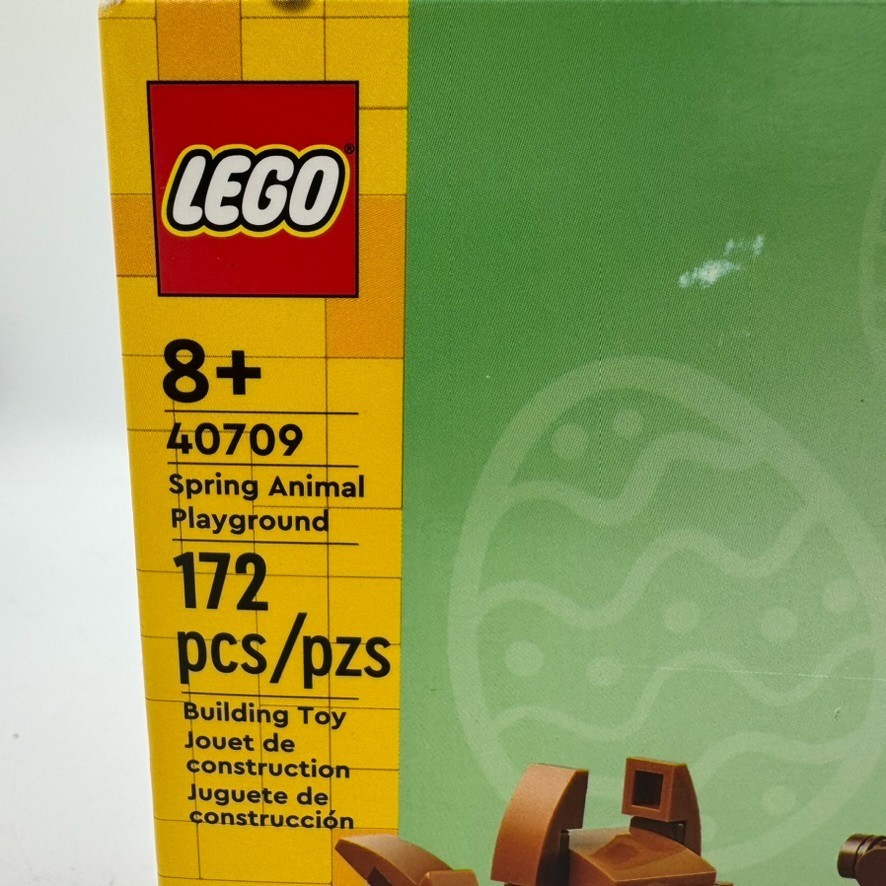 LEGO®
8+
40709
Spring Animal
Playground
172
pcs/pzs
Building Toy
Jouet de
construction
Juguete de
construcción